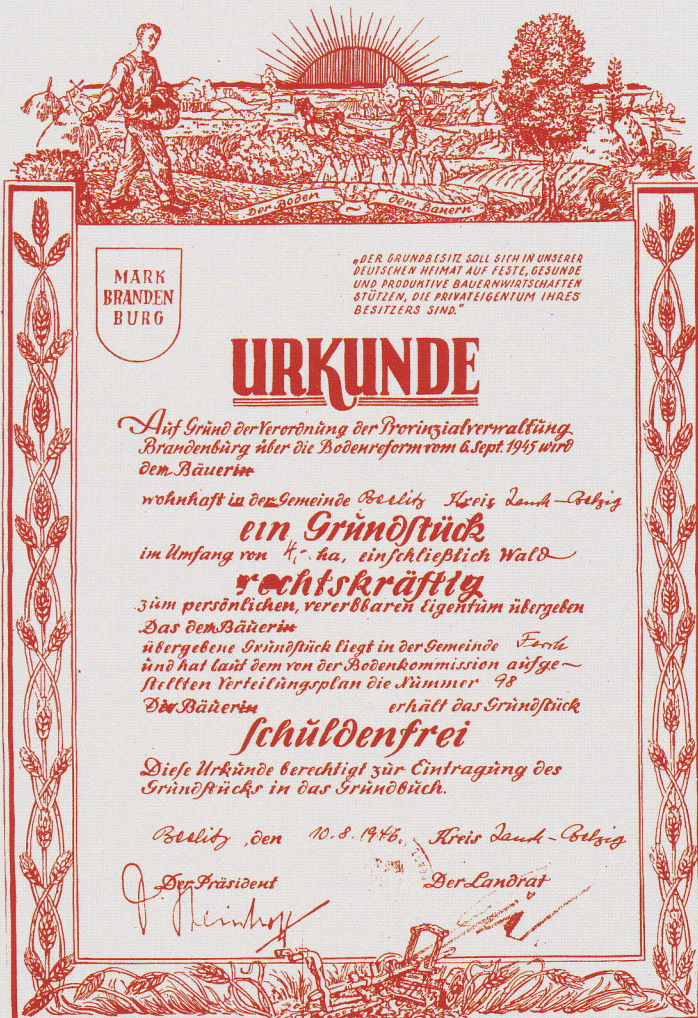 Der Boden dem Bauern
MARK
BRANDEN
BURG
„DER GRUNDBESITZ SOLL SICH IN UNSERER
DEUTSCHEN HEIMAT AUF FESTE, GESUNDE
UND PRODUKTIVE BAUERNWIRTSCHAFTEN
STÜTZEN, DIE PRIVATEIGENTUM IHRES
BESITZERS SIND."
URKUNDE
Auf Grund der Verordnung der Provinzialverwaltung
Brandenburg über die Bodenreform vom 6. Sept. 1945 wird
dem Bäuerin
wohnhaft in der Gemeinde Beelitz Kreis Zauch-Belzig
ein Grundstück
im Umfang von 4,- ha, einschließlich Wald
rechtskräftig
zum persönlichen, vererbbaren Eigentum übergeben
Das dem Bäuerin
übergebene Grundstück liegt in der Gemeinde Ferch
und hat laut dem von der Bodenkommission aufge-
stellten Verteilungsplan die Nummer 98
Bäuerin erhält das Grundstück
schuldenfrei
Diese Urkunde berechtigt zur Eintragung des
Grundstücks in das Grundbuch.
Beelitz, den 10.8.1946. Kreis Zauch-Belzig
Der Präsident Der Landrat
Steinhoff